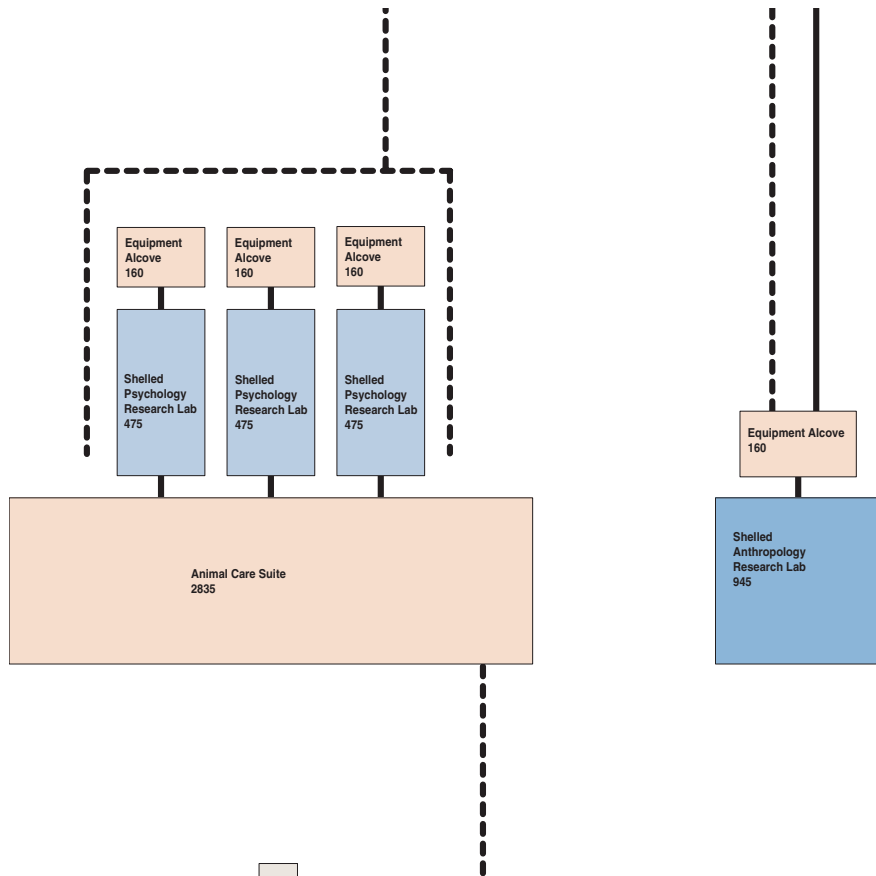 Equipment
Alcove
160
Equipment
Alcove
160
Equipment
Alcove
160
Shelled
Psychology
Research Lab
475
Shelled
Psychology
Research Lab
475
Shelled
Psychology
Research Lab
475
Equipment Alcove
160
Animal Care Suite
2835
Shelled
Anthropology
Research Lab
945